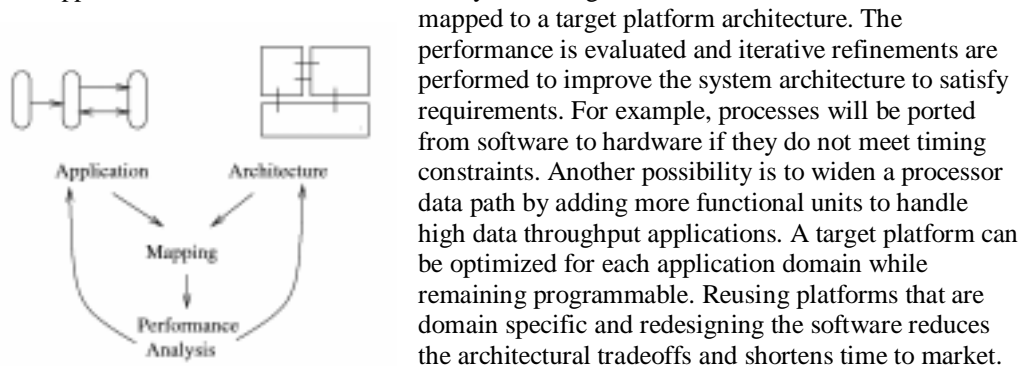 mapped to a target platform architecture. The
performance is evaluated and iterative refinements are
performed to improve the system architecture to satisfy
requirements. For example, processes will be ported
from software to hardware if they do not meet timing
constraints. Another possibility is to widen a processor
data path by adding more functional units to handle
high data throughput applications. A target platform can
be optimized for each application domain while
remaining programmable. Reusing platforms that are
domain specific and redesigning the software reduces
the architectural tradeoffs and shortens time to market.
Application Architecture
Mapping
Performance
Analysis